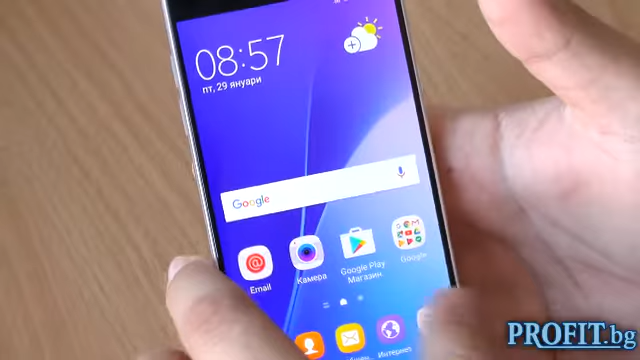 08:57
пт, 29 януари
Google
Email
Камера
Google Play
Магазин
Google
Интернет
PROFIT.bg